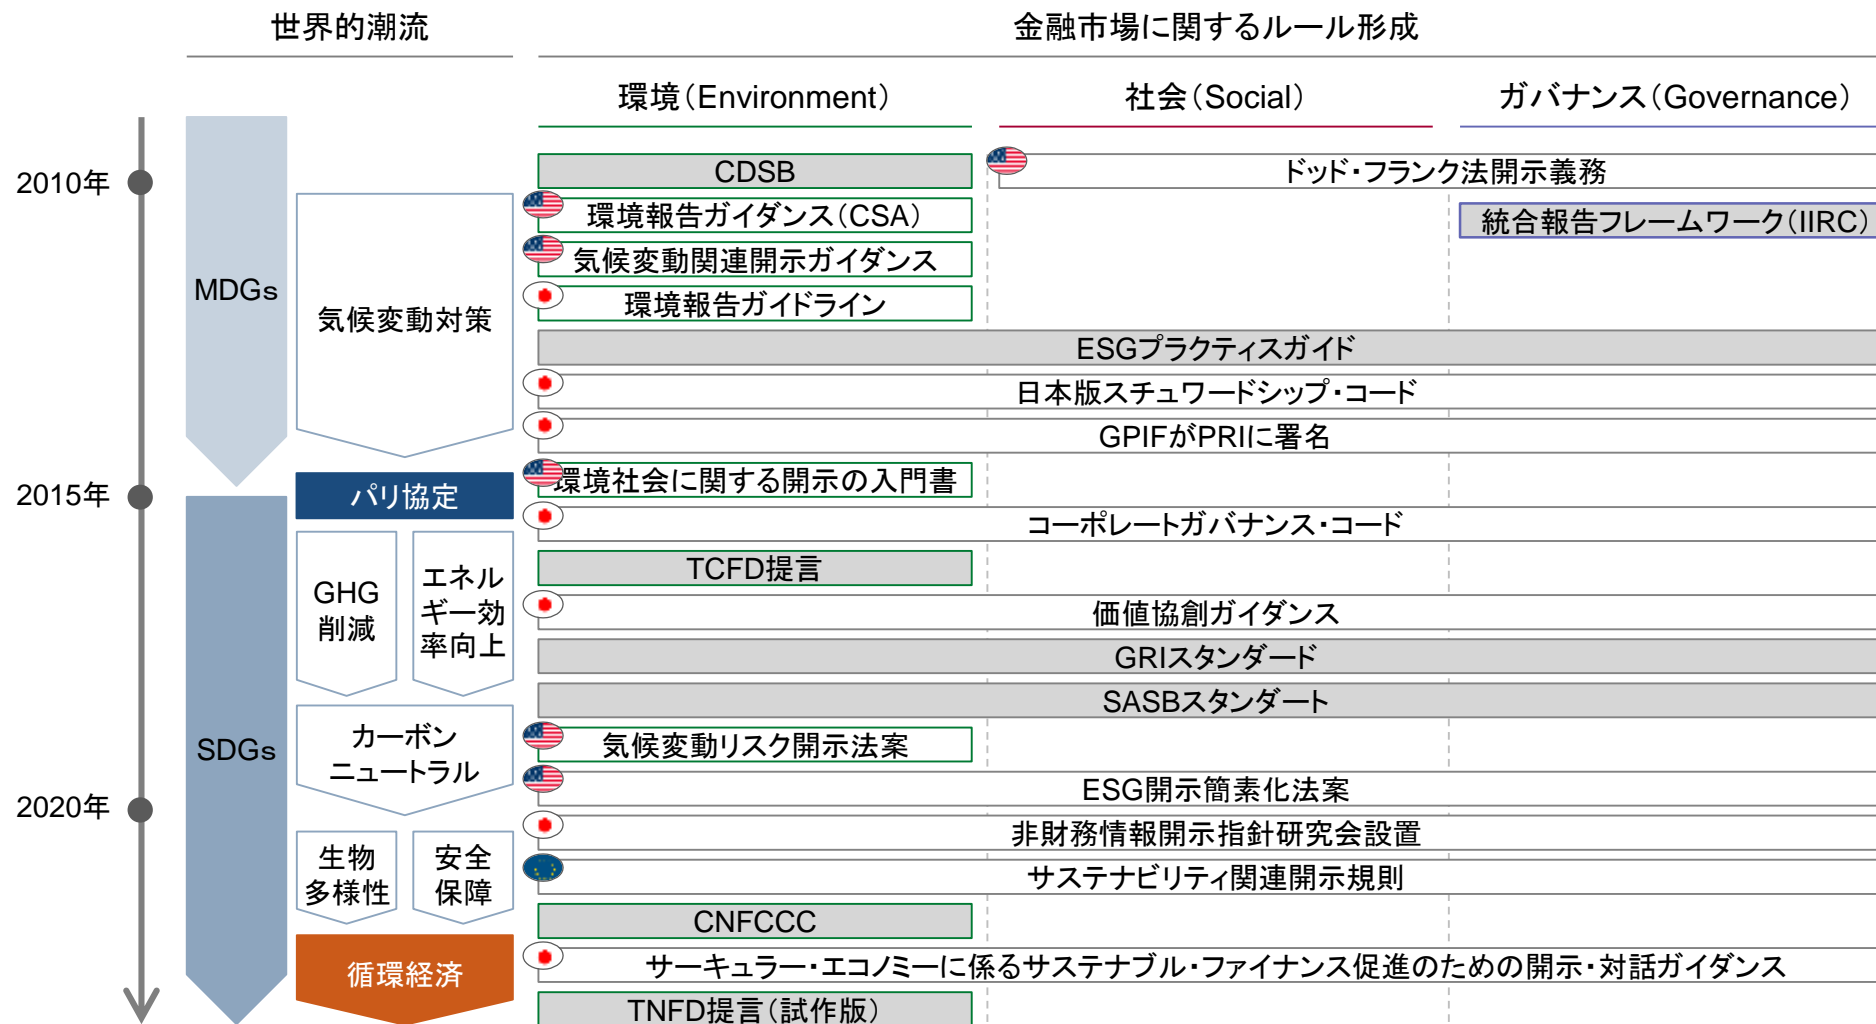 世界的潮流
金融市場に関するルール形成
環境（Environment）
社会（Social）
ガバナンス（Governance）
2010年
2015年
2020年
MDGs
SDGs
気候変動対策
パリ協定
GHG
削減
エネル
ギー効
率向上
カーボン
ニュートラル
生物
多様性
安全
保障
循環経済
CDSB
ドッド・フランク法開示義務
環境報告ガイダンス（CSA）
統合報告フレームワーク（IIRC）
気候変動関連開示ガイダンス
環境報告ガイドライン
ESGプラクティスガイド
日本版スチュワードシップ・コード
GPIFがPRIに署名
環境社会に関する開示の入門書
コーポレートガバナンス・コード
TCFD提言
価値協創ガイダンス
GRIスタンダード
SASBスタンダート
気候変動リスク開示法案
ESG開示簡素化法案
非財務情報開示指針研究会設置
サステナビリティ関連開示規則
CNFCCC
サーキュラー・エコノミーに係るサステナブル・ファイナンス促進のための開示・対話ガイダンス
TNFD提言（試作版）